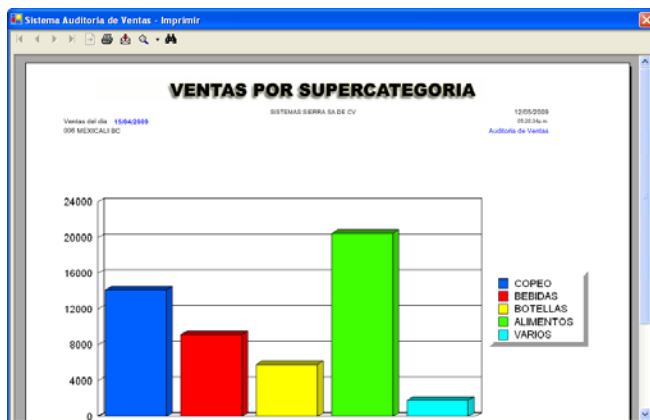 Sistema Auditoria de Ventas - Imprimir
VENTAS POR SUPERCATEGORIA
SISTEMAS SIERRA SA DE CV
12/05/2009
Ventas del dia 15/04/2009
008 MEXICALI BC
Auditoria de Ventas
24000
20000
16000
12000
8000
4000
0
COPEO
BEBIDAS
BOTELLAS
ALIMENTOS
VARIOS